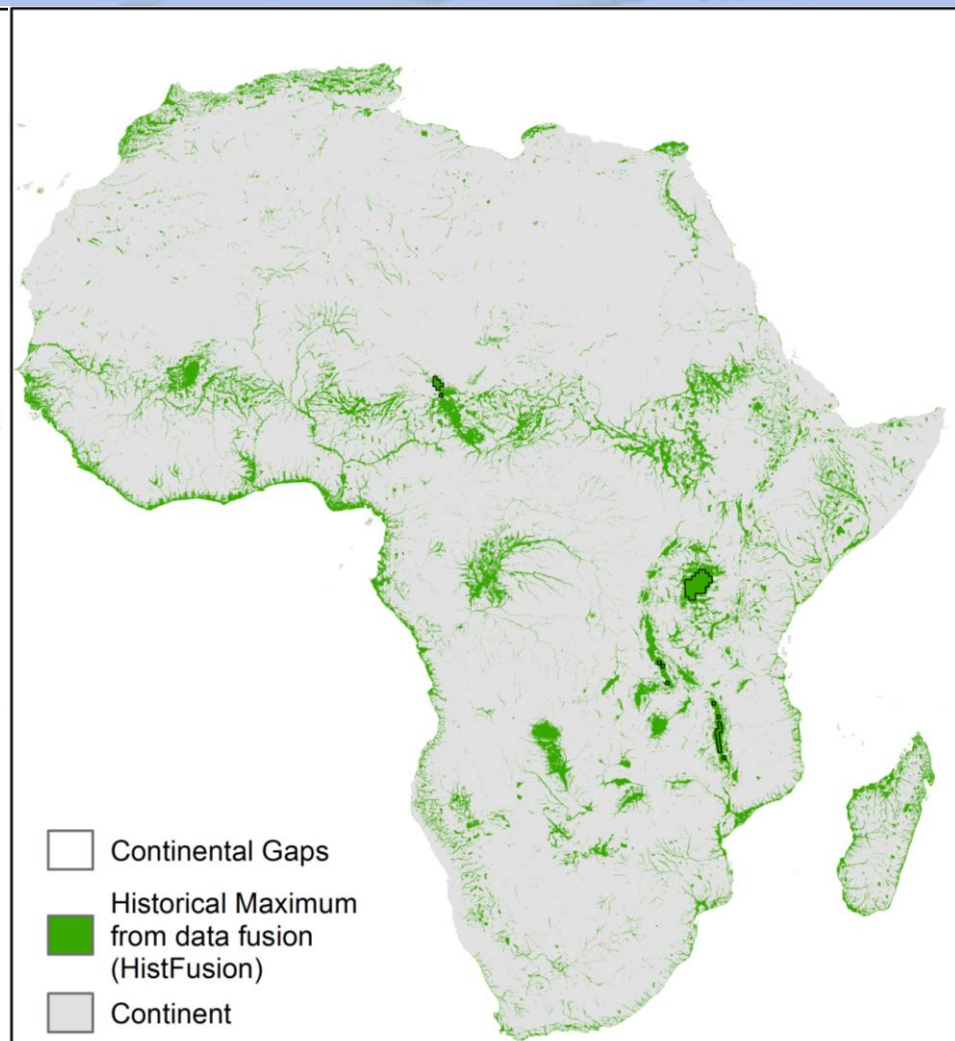 Continental Gaps
Historical Maximum
from data fusion
(HistFusion)
Continent